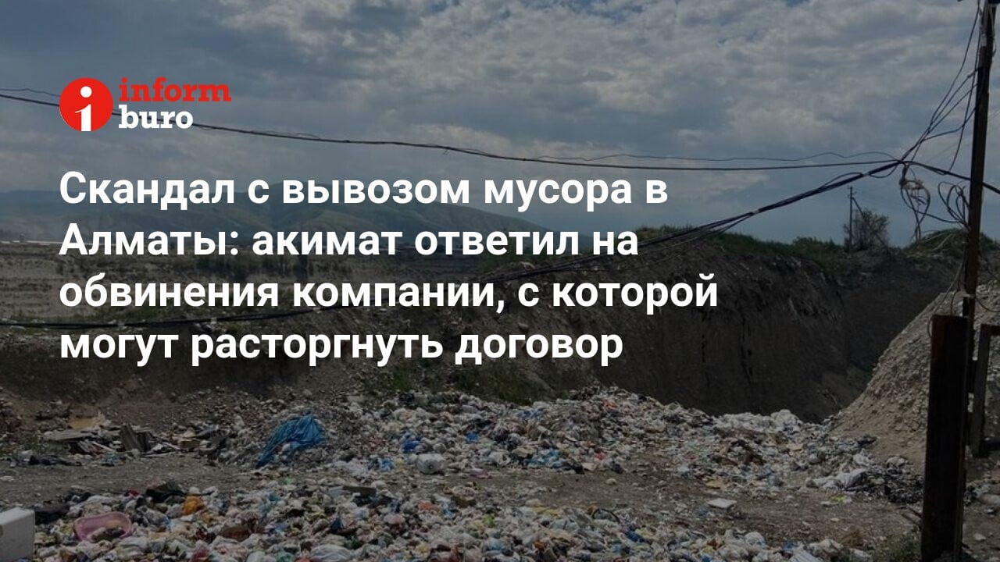 inform
buro
Скандал с вывозом мусора в
Алматы: акимат ответил на
обвинения компании, с которой
могут расторгнуть договор